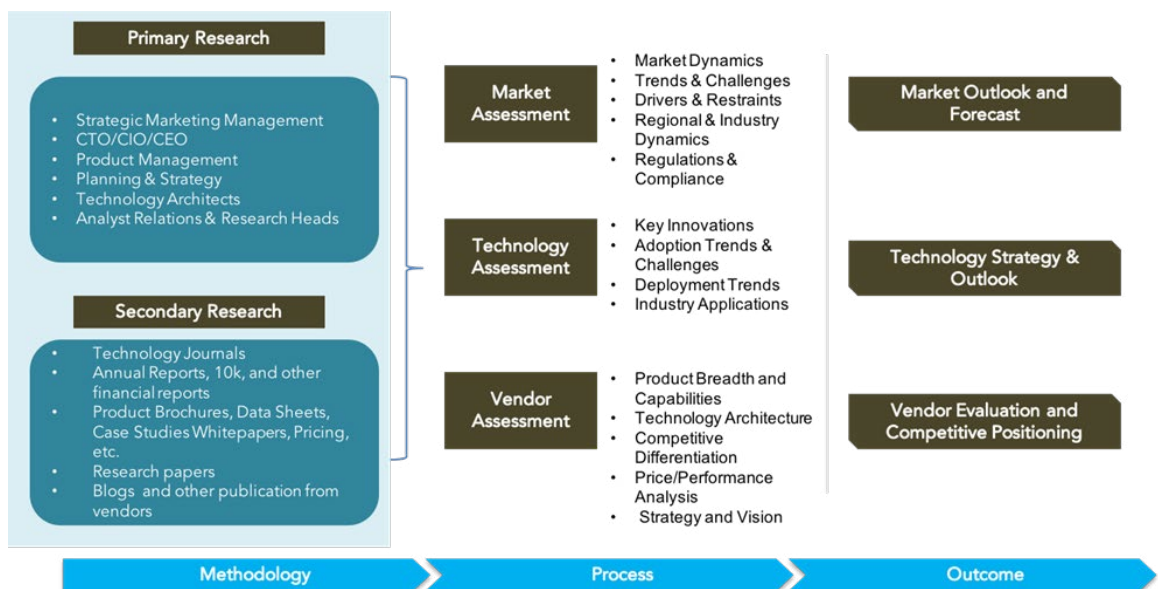 Primary Research
• Strategic Marketing Management
• CTO/CIO/CEO
• Product Management
• Planning & Strategy
• Technology Architects
• Analyst Relations & Research Heads
Secondary Research
• Technology Journals
• Annual Reports, 10k, and other
financial reports
• Product Brochures, Data Sheets,
Case Studies Whitepapers, Pricing,
etc.
• Research papers
• Blogs and other publication from
vendors
Market
Assessment
• Market Dynamics
• Trends & Challenges
• Drivers & Restraints
• Regional & Industry
Dynamics
• Regulations &
Compliance
Market Outlook and
Forecast
Technology
Assessment
• Key Innovations
• Adoption Trends &
Challenges
• Deployment Trends
• Industry Applications
Technology Strategy &
Outlook
Vendor
Assessment
• Product Breadth and
Capabilities
• Technology Architecture
• Competitive
Differentiation
• Price/Performance
Analysis
• Strategy and Vision
Vendor Evaluation and
Competitive Positioning
Methodology
Process
Outcome